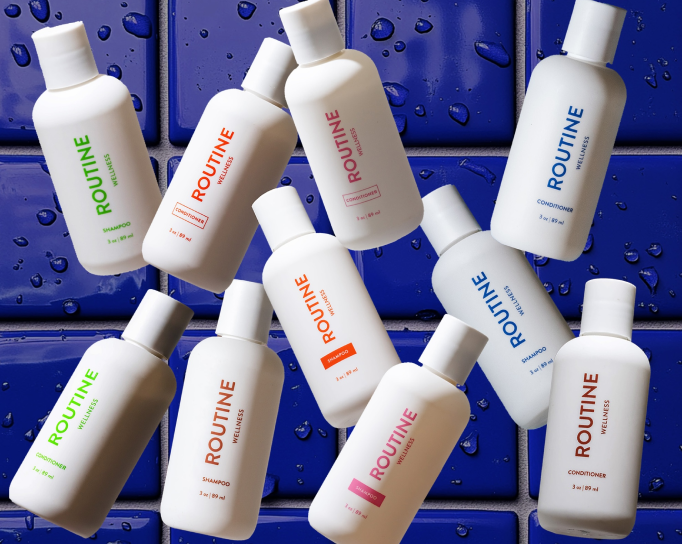 ROUTINE
WELLNESS
SHAMPOO
3 oz | 89 ml
ROUTINE
WELLNESS
CONDITIONER
3 oz | 89 ml
ROUTINE
WELLNESS
CONDITIONER
3 oz | 89 ml
ROUTINE
WELLNESS
CONDITIONER
3 oz | 89 ml
ROUTINE
WELLNESS
SHAMPOO
3 oz | 89 ml
ROUTINE
WELLNESS
SHAMPOO
3 oz | 89 ml
ROUTINE
WELLNESS
CONDITIONER
3 oz | 89 ml
ROUTINE
WELLNESS
SHAMPOO
3 oz | 89 ml
ROUTINE
WELLNESS
SHAMPOO
3 oz | 89 ml
ROUTINE
WELLNESS
CONDITIONER
3 oz | 89 ml